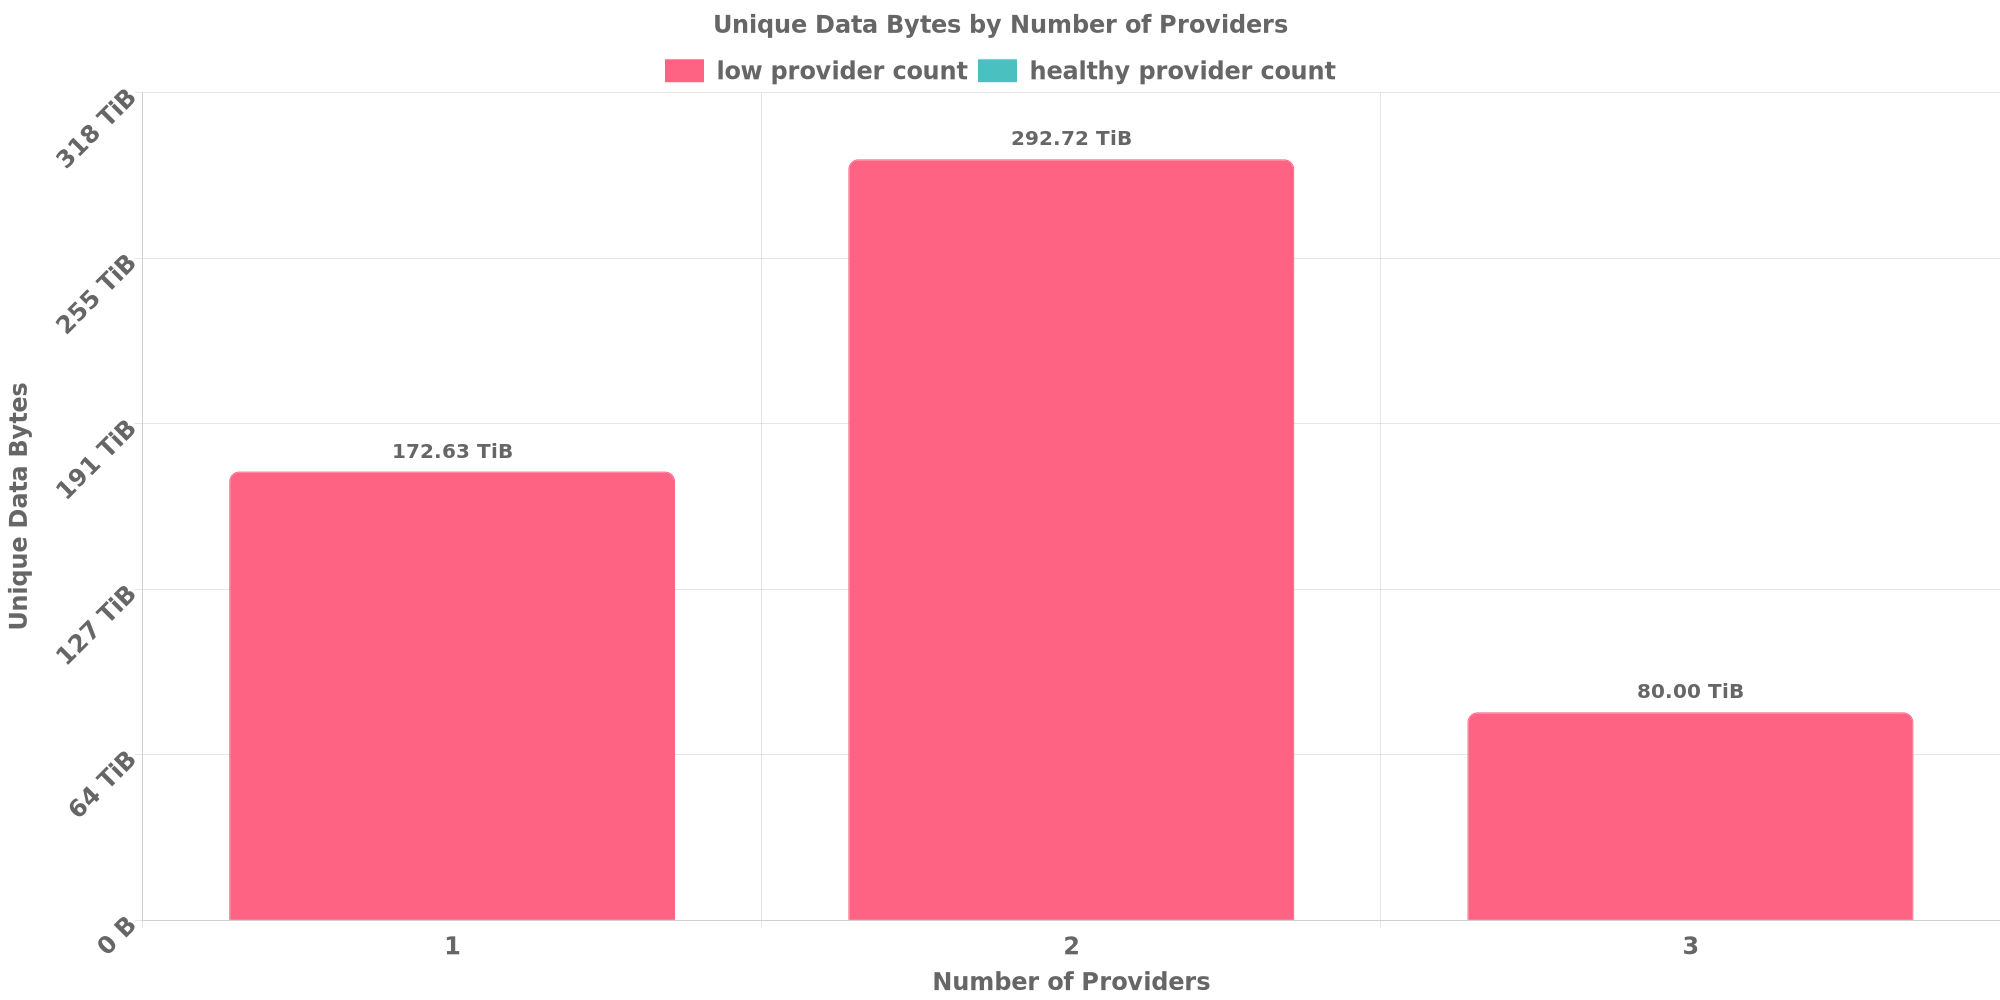 Unique Data Bytes by Number of Providers
low provider count healthy provider count
318 TiB
255 TiB
191 TiB
127 TiB
64 TiB
0 B
Unique Data Bytes
172.63 TiB
292.72 TiB
80.00 TiB
1 2 3
Number of Providers